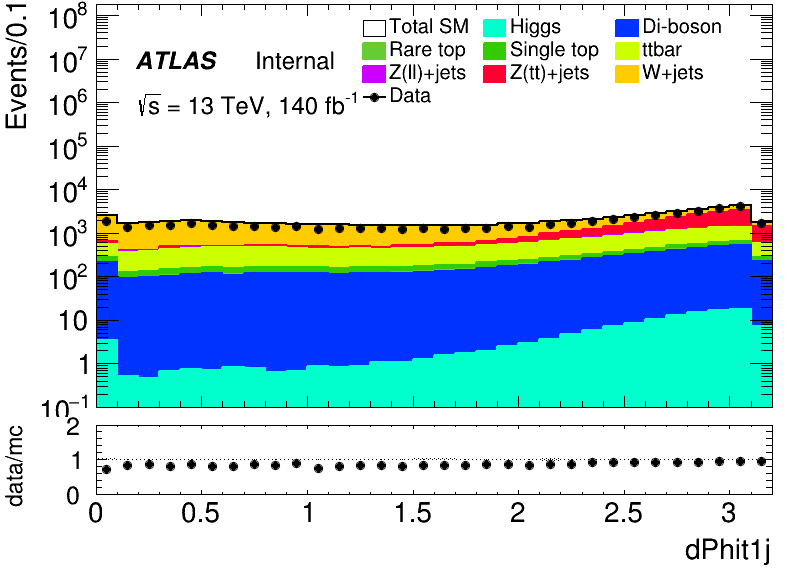 Events/0.1
10⁸
10⁷
10⁶
10⁵
10⁴
10³
10²
10
1
10⁻¹
ATLAS Internal
√s = 13 TeV, 140 fb⁻¹
Total SM Higgs Di-boson
Rare top Single top ttbar
Z(ll)+jets Z(tt)+jets W+jets
Data
data/mc
2
1
0
0 0.5 1 1.5 2 2.5 3
dPhit1j